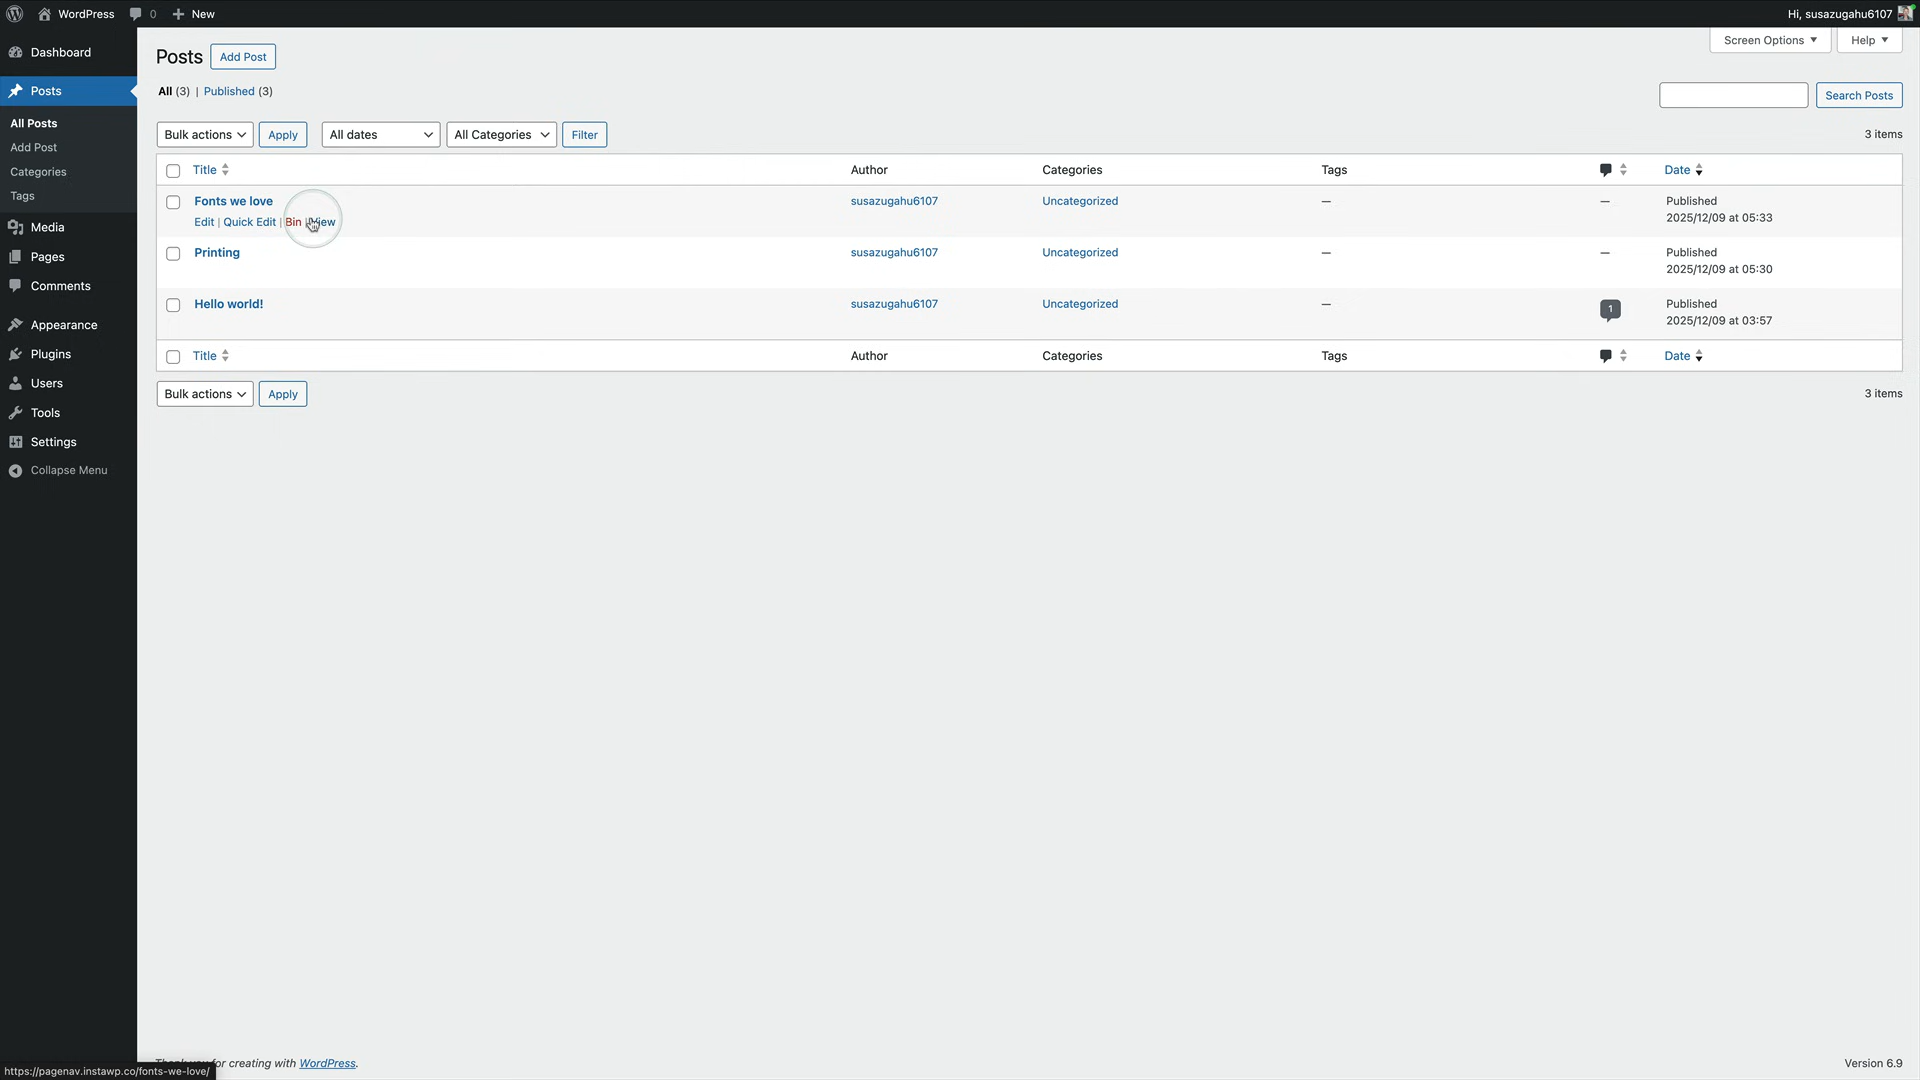 WordPress 0 New Hi, susazugahu6107
Dashboard
Posts
All Posts
Add Post
Categories
Tags
Media
Pages
Comments
Appearance
Plugins
Users
Tools
Settings
Collapse Menu
Screen Options Help
Posts Add Post
All (3) | Published (3)
Search Posts
Bulk actions Apply All dates All Categories Filter 3 items
Title Author Categories Tags Date
Fonts we love susazugahu6107 Uncategorized — — Published
2025/12/09 at 05:33
Edit | Quick Edit | Bin | View
Printing susazugahu6107 Uncategorized — — Published
2025/12/09 at 05:30
Hello world! susazugahu6107 Uncategorized — 1 Published
2025/12/09 at 03:57
Title Author Categories Tags Date
Bulk actions Apply 3 items
Thank you for creating with WordPress. Version 6.9
https://pagenav.instawp.co/fonts-we-love/